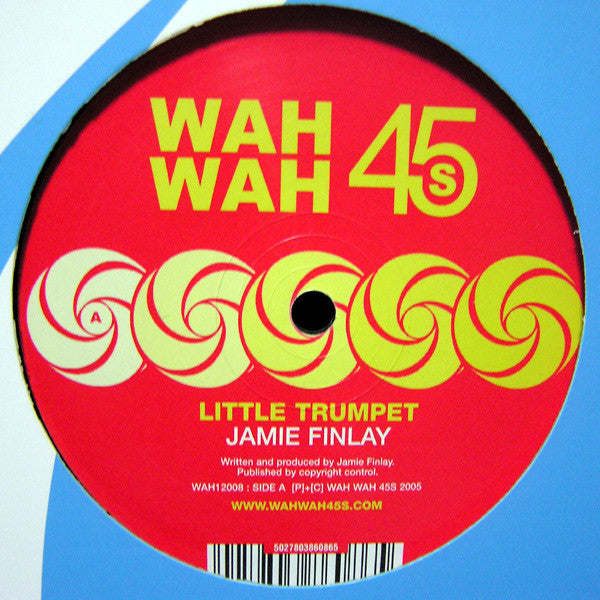 WAH
WAH 45s
A
LITTLE TRUMPET
JAMIE FINLAY
Written and produced by Jamie Finlay.
Published by copyright control.
WAH12008 : SIDE A [P]+[C] WAH WAH 45S 2005
WWW.WAHWAH45S.COM
5027803860865